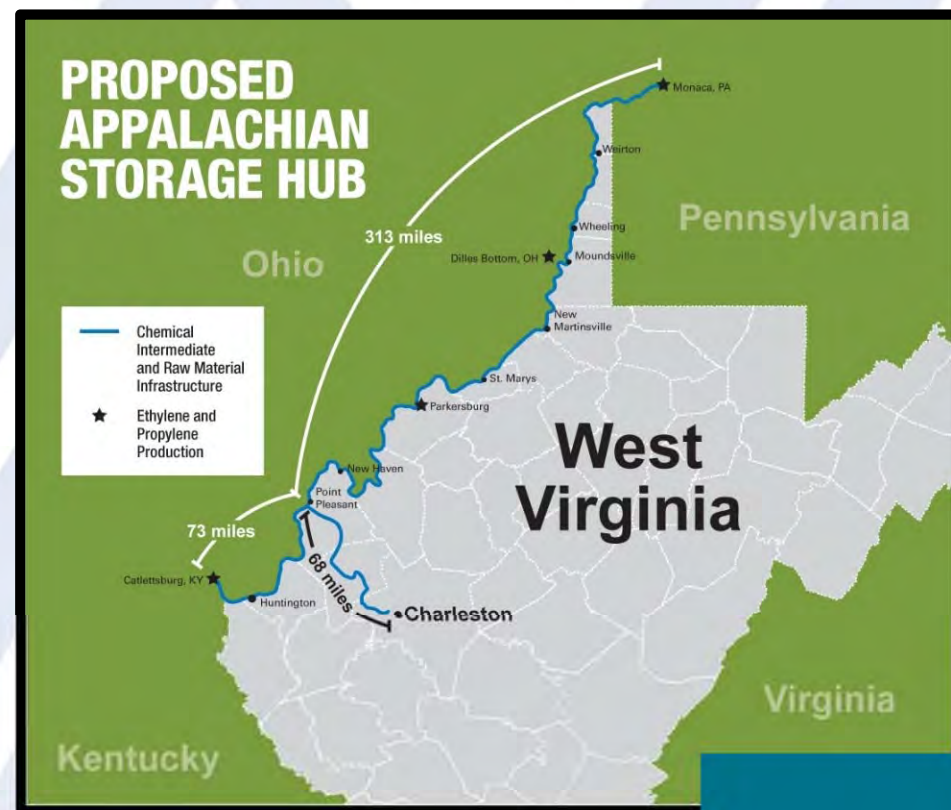 PROPOSED
APPALACHIAN
STORAGE HUB
Monaca, PA
Weirton
Pennsylvania
Wheeling
313 miles
Ohio
Dilles Bottom, OH
Moundsville
New
Martinsville
Chemical
Intermediate
and Raw Material
Infrastructure
Ethylene and
Propylene
Production
St. Marys
Parkersburg
West
Virginia
New Haven
Point
Pleasant
73 miles
68 miles
Catlettsburg, KY
Huntington
Charleston
Virginia
Kentucky